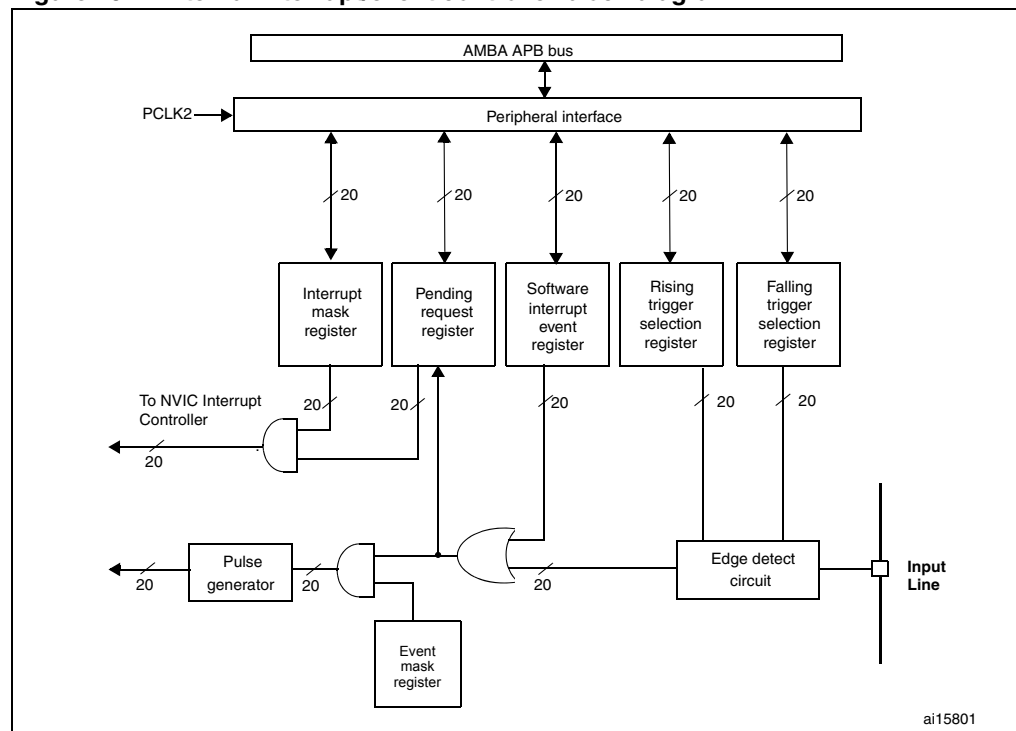 AMBA APB bus
PCLK2
Peripheral interface
20
20
20
20
20
Interrupt
mask
register
Pending
request
register
Software
interrupt
event
register
Rising
trigger
selection
register
Falling
trigger
selection
register
To NVIC Interrupt
Controller
20
20
20
20
20
20
Pulse
generator
20
20
20
Edge detect
circuit
Input
Line
Event
mask
register
ai15801